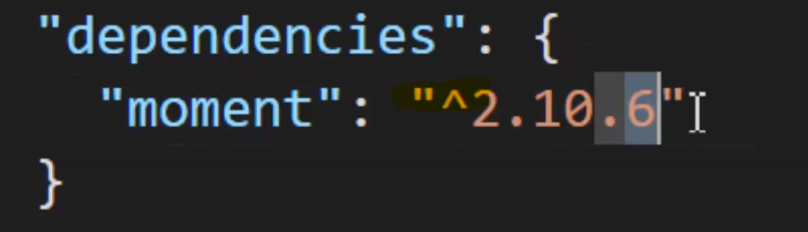 "dependencies": {
"moment": "^2.10.6"
}